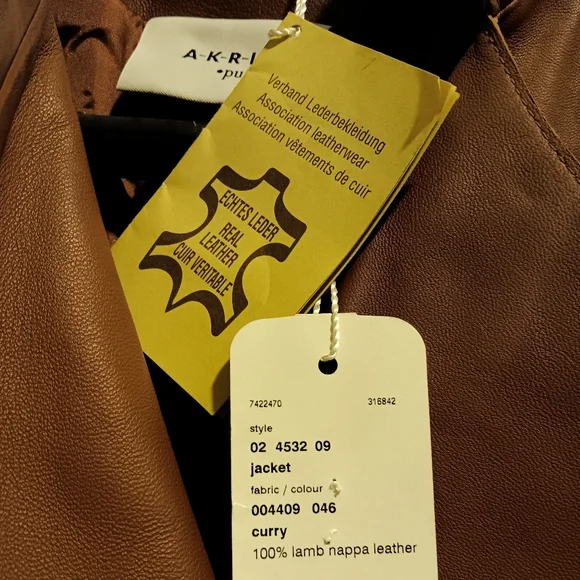 A-K-R-I
•pu
Verband Lederbekleidung
Association leatherwear
Association vêtements de cuir
ECHTES LEDER
REAL
LEATHER
CUIR VERITABLE
7422470 316842
style
02 4532 09
jacket
fabric / colour
004409 046
curry
100% lamb nappa leather